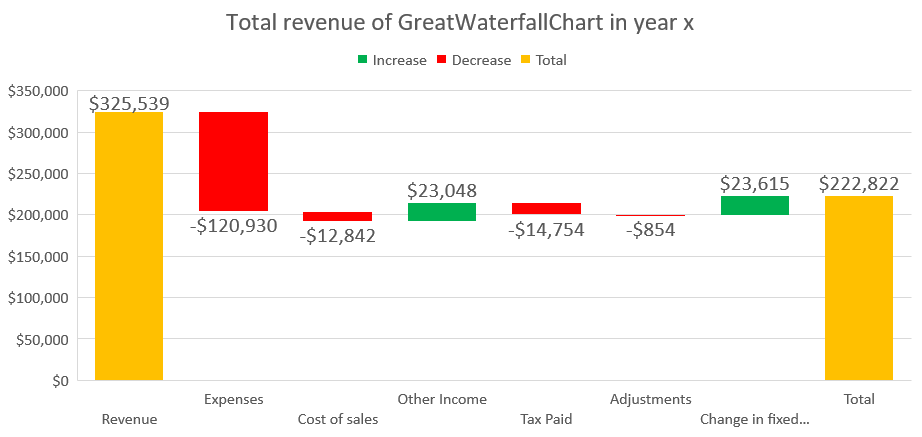 Total revenue of GreatWaterfallChart in year x
Increase Decrease Total
$350,000
$300,000
$250,000
$200,000
$150,000
$100,000
$50,000
$0
$325,539
-$120,930
-$12,842
$23,048
-$14,754
-$854
$23,615
$222,822
Revenue
Expenses
Cost of sales
Other Income
Tax Paid
Adjustments
Change in fixed...
Total